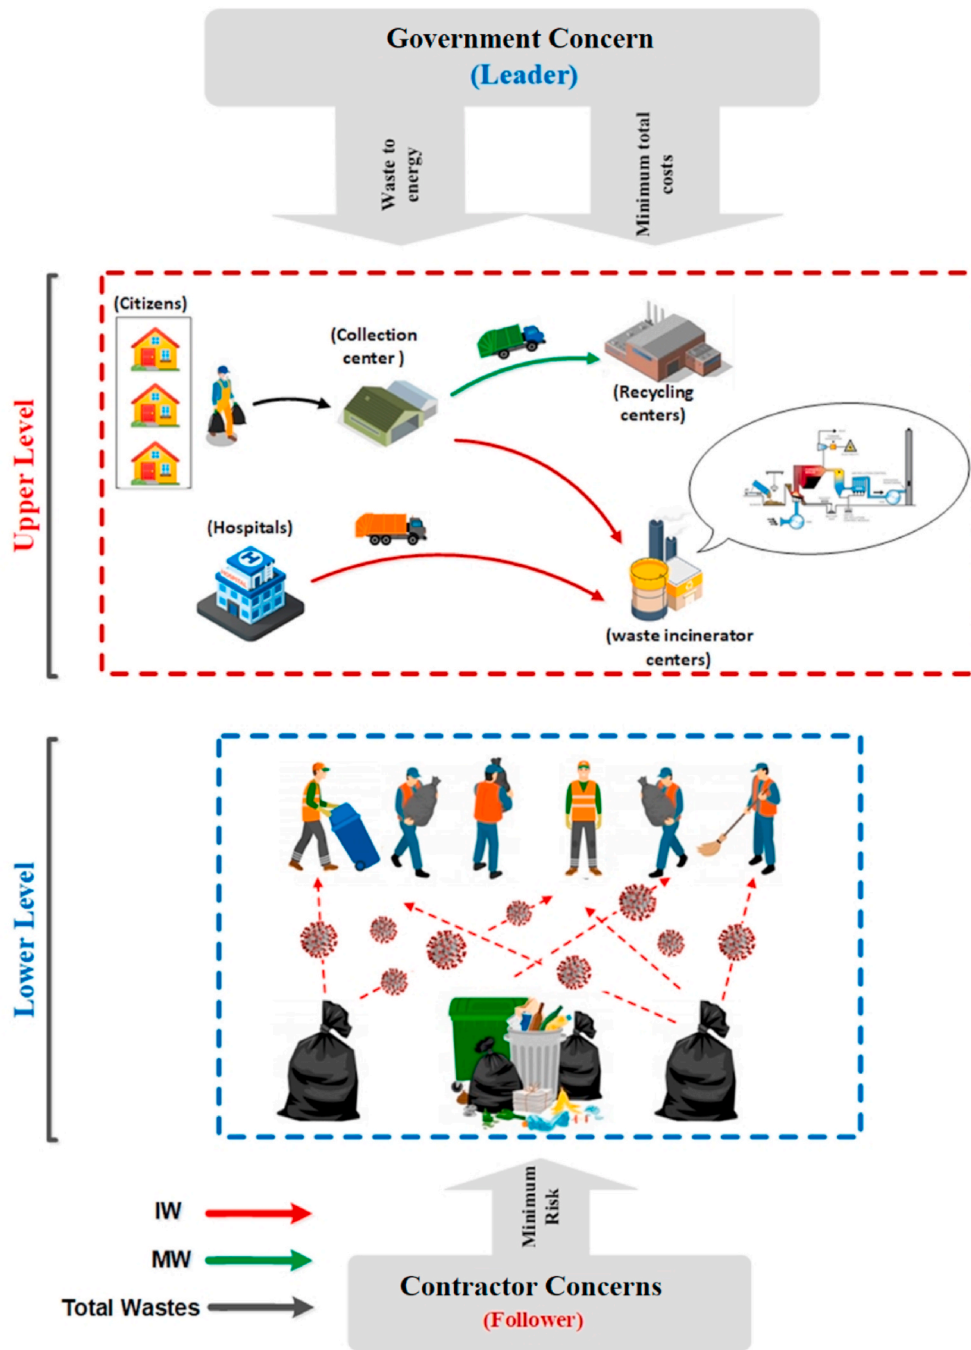 Government Concern
(Leader)
Waste to
energy
Minimum total
costs
Upper Level
(Citizens)
(Collection
center )
(Recycling
centers)
(Hospitals)
HOSPITAL
(waste incinerator
centers)
Lower Level
Minimum
Risk
IW
MW
Total Wastes
Contractor Concerns
(Follower)